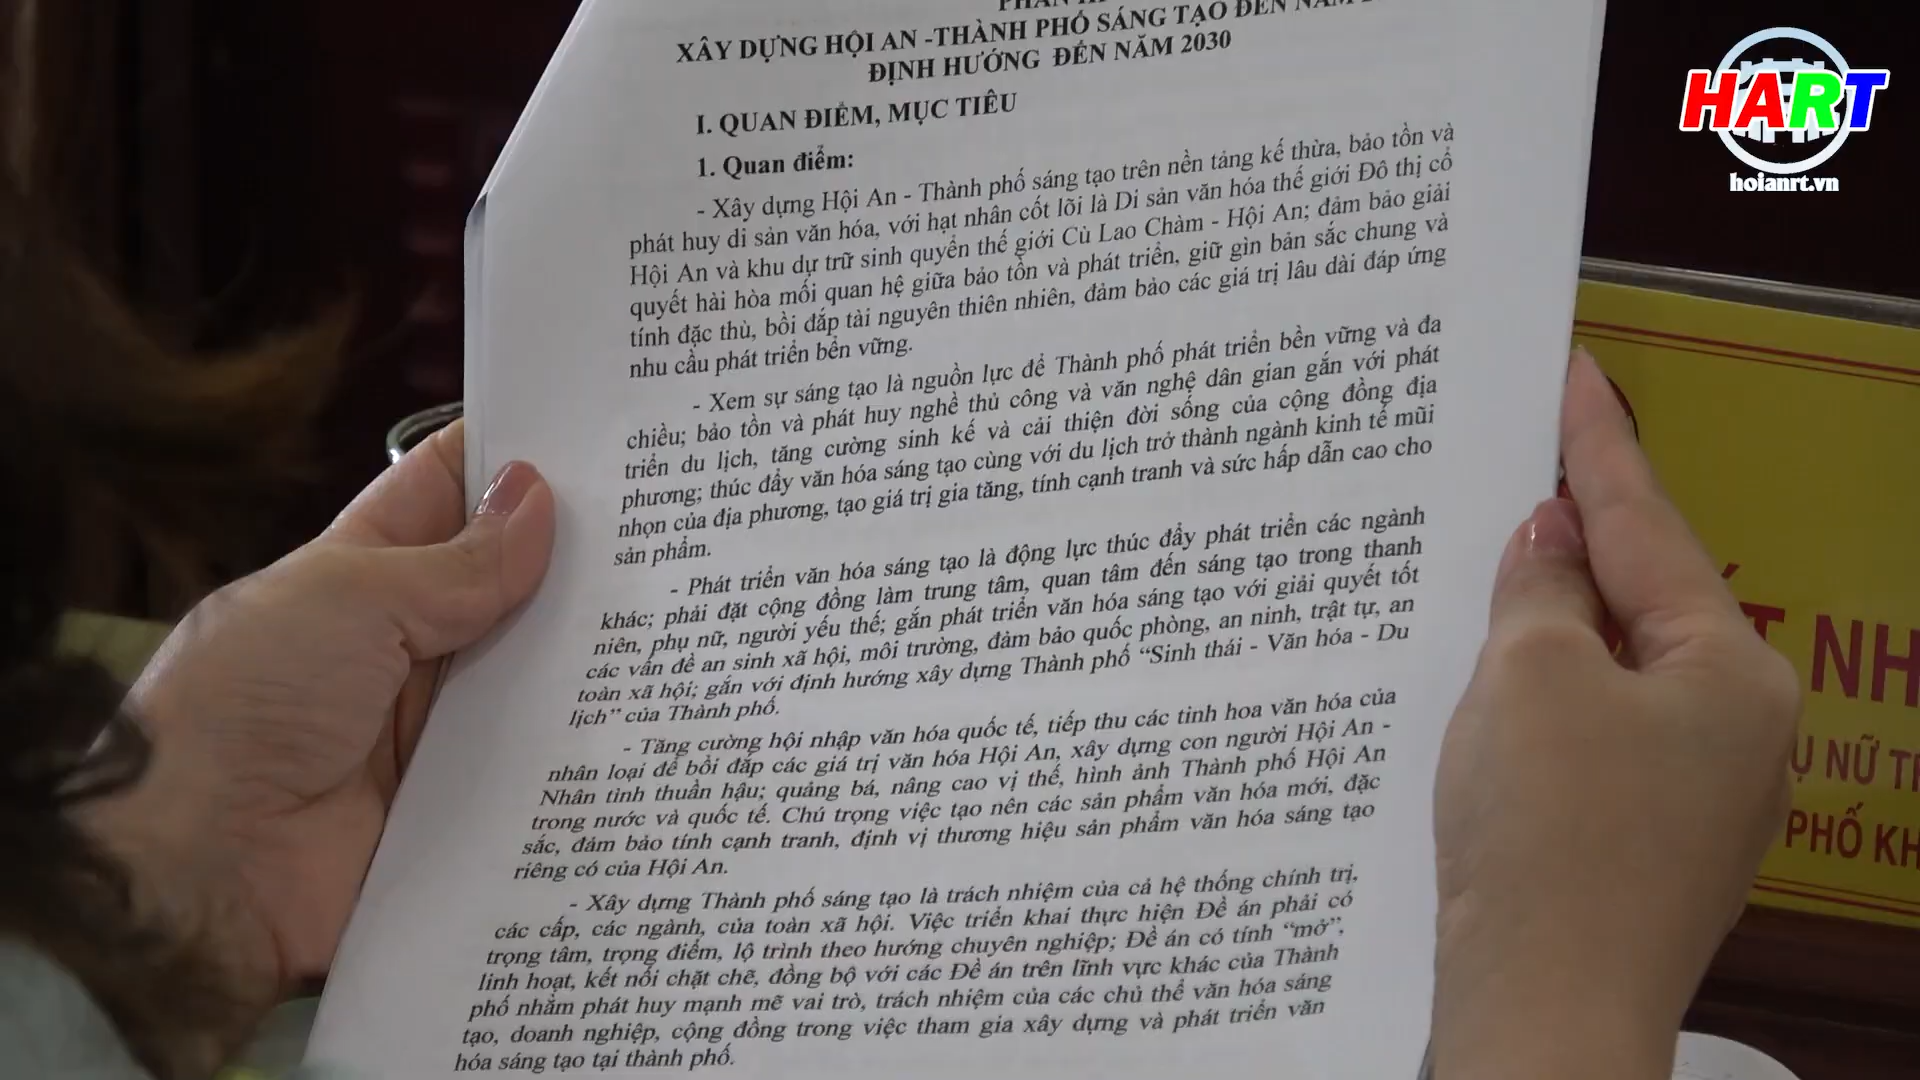 XÂY DỰNG HỘI AN -THÀNH PHỐ SÁNG TẠO ĐẾN NĂM
ĐỊNH HƯỚNG ĐẾN NĂM 2030
I. QUAN ĐIỂM, MỤC TIÊU
1. Quan điểm:
- Xây dựng Hội An - Thành phố sáng tạo trên nền tảng kế thừa, bảo tồn và
phát huy di sản văn hóa, với hạt nhân cốt lõi là Di sản văn hóa thế giới Đô thị cổ
Hội An và khu dự trữ sinh quyển thế giới Cù Lao Chàm - Hội An; đảm bảo giải
quyết hài hòa mối quan hệ giữa bảo tồn và phát triển, giữ gìn bản sắc chung và
tính đặc thù, bồi đắp tài nguyên thiên nhiên, đảm bảo các giá trị lâu dài đáp ứng
nhu cầu phát triển bền vững.
- Xem sự sáng tạo là nguồn lực để Thành phố phát triển bền vững và đa
chiều; bảo tồn và phát huy nghề thủ công và văn nghệ dân gian gắn với phát
triển du lịch, tăng cường sinh kế và cải thiện đời sống của cộng đồng địa
phương; thúc đẩy văn hóa sáng tạo cùng với du lịch trở thành ngành kinh tế mũi
nhọn của địa phương, tạo giá trị gia tăng, tính cạnh tranh và sức hấp dẫn cao cho
sản phẩm.
- Phát triển văn hóa sáng tạo là động lực thúc đẩy phát triển các ngành
khác; phải đặt cộng đồng làm trung tâm, quan tâm đến sáng tạo trong thanh
niên, phụ nữ, người yếu thế; gắn phát triển văn hóa sáng tạo với giải quyết tốt
các vấn đề an sinh xã hội, môi trường, đảm bảo quốc phòng, an ninh, trật tự, an
toàn xã hội; gắn với định hướng xây dựng Thành phố “Sinh thái - Văn hóa - Du
lịch” của Thành phố.
- Tăng cường hội nhập văn hóa quốc tế, tiếp thu các tinh hoa văn hóa của
nhân loại để bồi đắp các giá trị văn hóa Hội An, xây dựng con người Hội An -
Nhân tình thuần hậu; quảng bá, nâng cao vị thế, hình ảnh Thành phố Hội An
trong nước và quốc tế. Chú trọng việc tạo nên các sản phẩm văn hóa mới, đặc
sắc, đảm bảo tính cạnh tranh, định vị thương hiệu sản phẩm văn hóa sáng tạo
riêng có của Hội An.
- Xây dựng Thành phố sáng tạo là trách nhiệm của cả hệ thống chính trị,
các cấp, các ngành, của toàn xã hội. Việc triển khai thực hiện Đề án phải có
trọng tâm, trọng điểm, lộ trình theo hướng chuyên nghiệp; Đề án có tính “mở”,
linh hoạt, kết nối chặt chẽ, đồng bộ với các Đề án trên lĩnh vực khác của Thành
phố nhằm phát huy mạnh mẽ vai trò, trách nhiệm của các chủ thể văn hóa sáng
tạo, doanh nghiệp, cộng đồng trong việc tham gia xây dựng và phát triển văn
hóa sáng tạo tại thành phố.
HART
hoianrt.vn
NỮ
PHỐ